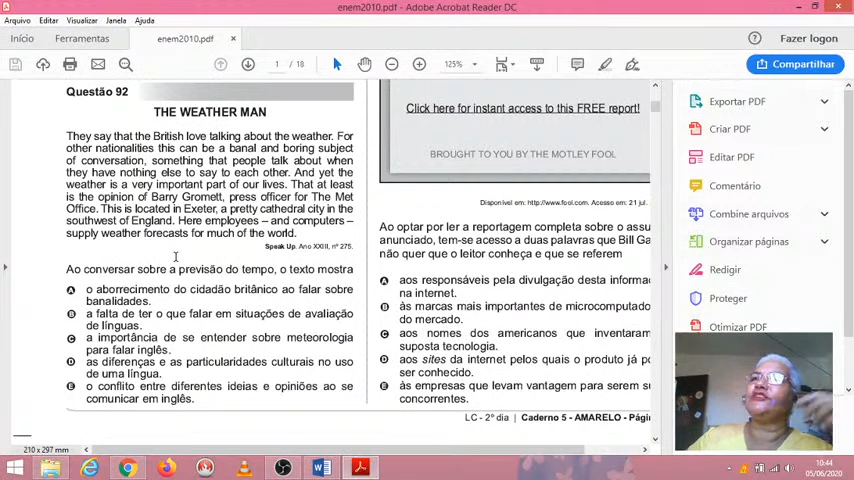 enem2010.pdf - Adobe Acrobat Reader DC
Arquivo Editar Visualizar Janela Ajuda
Início Ferramentas enem2010.pdf Fazer logon
1 / 18 125% Compartilhar
Questão 92
THE WEATHER MAN
They say that the British love talking about the weather. For
other nationalities this can be a banal and boring subject
of conversation, something that people talk about when
they have nothing else to say to each other. And yet the
weather is a very important part of our lives. That at least
is the opinion of Barry Gromett, press officer for The Met
Office. This is located in Exeter, a pretty cathedral city in the
southwest of England. Here employees – and computers –
supply weather forecasts for much of the world.
Speak Up. Ano XXIII, nº 275.
Ao conversar sobre a previsão do tempo, o texto mostra
A o aborrecimento do cidadão britânico ao falar sobre
banalidades.
B a falta de ter o que falar em situações de avaliação
de línguas.
C a importância de se entender sobre meteorologia
para falar inglês.
D as diferenças e as particularidades culturais no uso
de uma língua.
E o conflito entre diferentes ideias e opiniões ao se
comunicar em inglês.
Click here for instant access to this FREE report!
BROUGHT TO YOU BY THE MOTLEY FOOL
Disponível em: http://www.fool.com. Acesso em: 21 jul.
Ao optar por ler a reportagem completa sobre o assu
anunciado, tem-se acesso a duas palavras que Bill Ga
não quer que o leitor conheça e que se referem
A aos responsáveis pela divulgação desta informa
na internet.
B às marcas mais importantes de microcomputado
do mercado.
C aos nomes dos americanos que inventaram
suposta tecnologia.
D aos sites da internet pelos quais o produto já po
ser conhecido.
E às empresas que levam vantagem para serem su
concorrentes.
LC - 2º dia | Caderno 5 - AMARELO - Págin
Exportar PDF
Criar PDF
Editar PDF
Comentário
Combine arquivos
Organizar páginas
Redigir
Proteger
Otimizar PDF
210 x 297 mm
10:44
05/06/2020